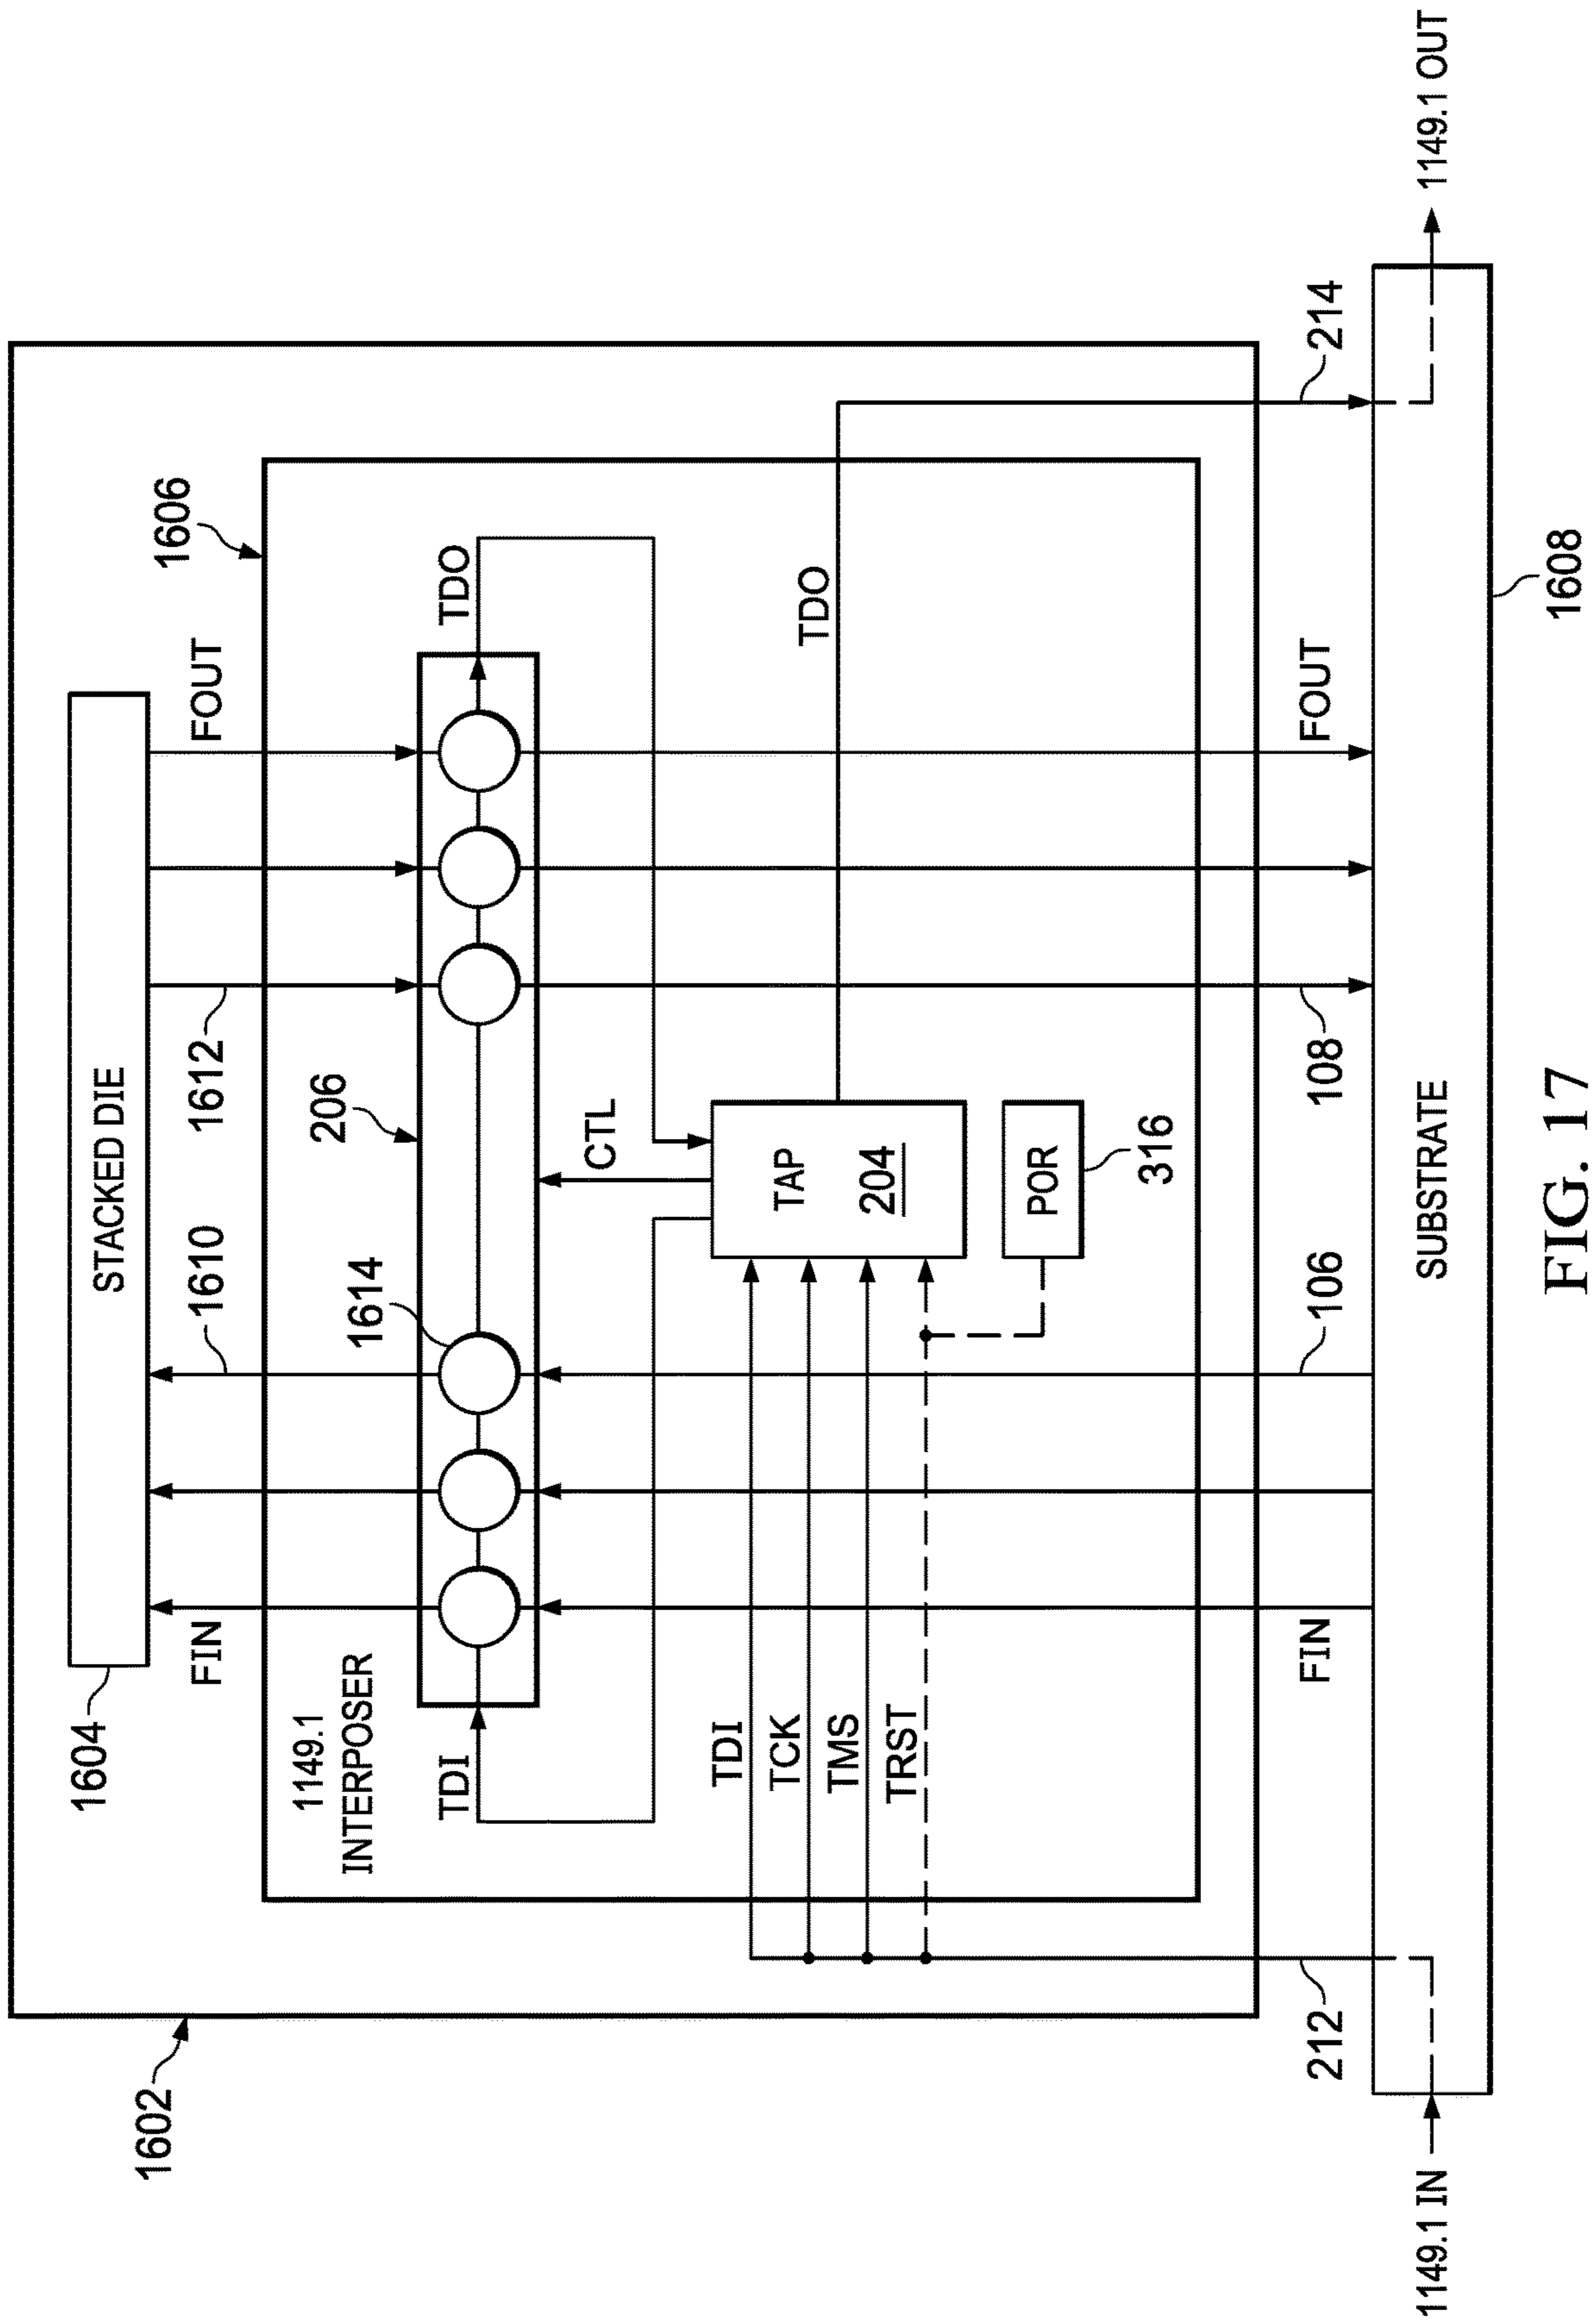 1602
1604
STACKED DIE
1606
FIN
1610
1612
FOUT
1149.1
INTERPOSER
1614
206
TDI
TDO
CTL
TDI
TCK
TMS
TRST
TAP
204
TDO
POR
316
212
FIN
106
108
FOUT
214
1149.1 IN
SUBSTRATE
1149.1 OUT
1608
FIG. 17